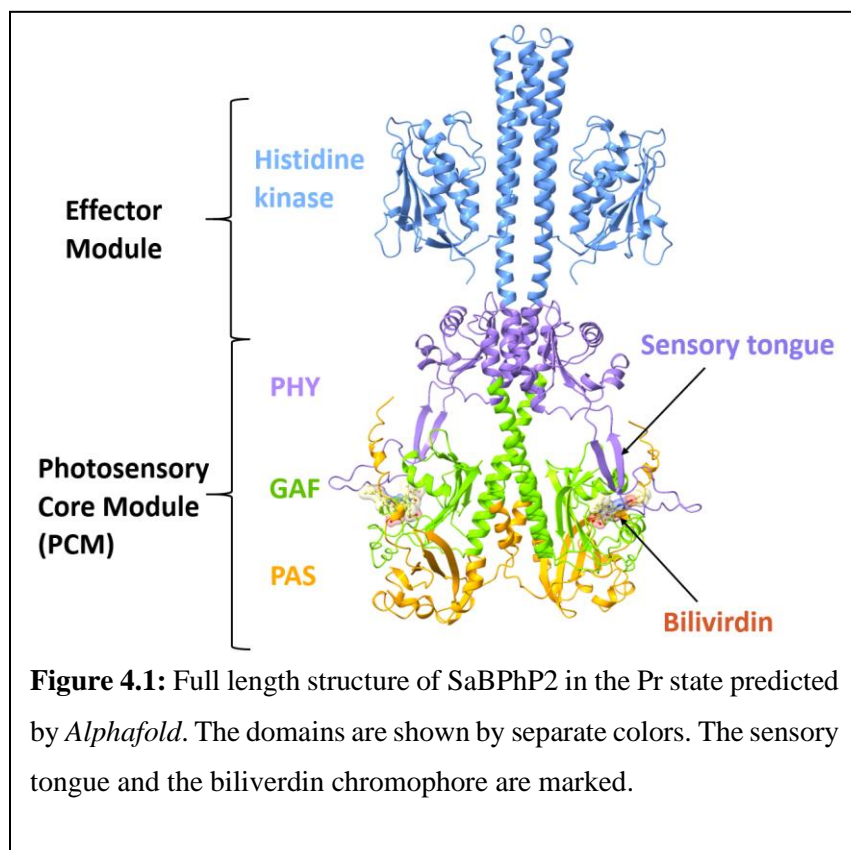 Histidine
kinase
Effector
Module
Sensory tongue
PHY
Photosensory
Core Module
(PCM)
GAF
PAS
Bilivirdin
Figure 4.1: Full length structure of SaBPhP2 in the Pr state predicted
by Alphafold. The domains are shown by separate colors. The sensory
tongue and the biliverdin chromophore are marked.